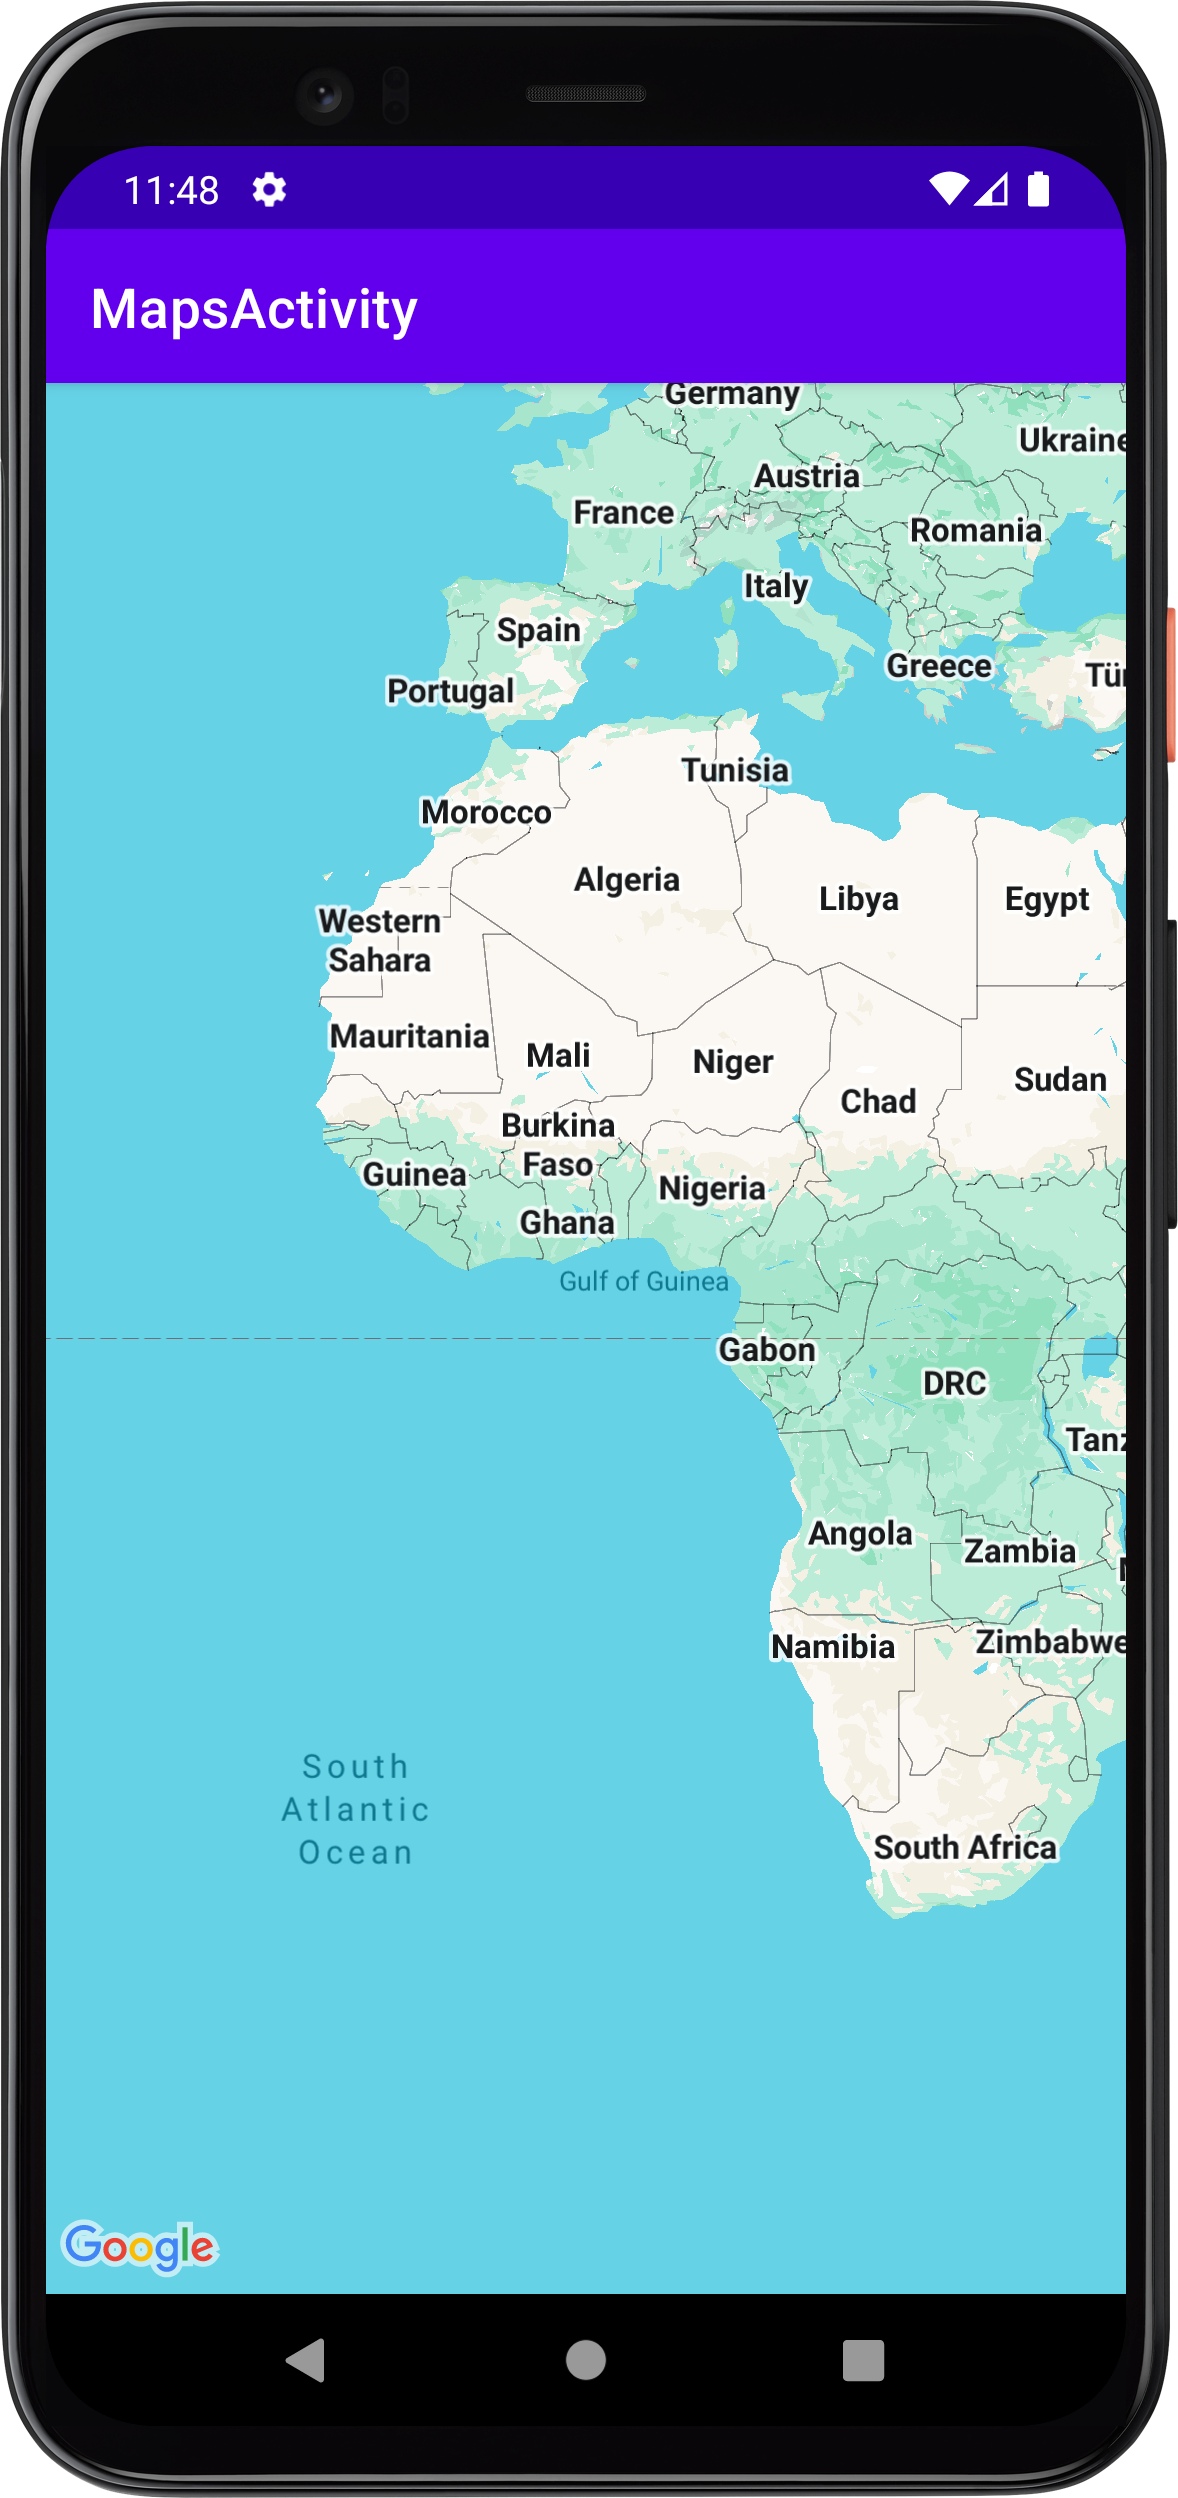 11:48
MapsActivity
Germany
Ukraine
Austria
France
Romania
Italy
Spain
Greece
Tür
Portugal
Tunisia
Morocco
Algeria
Libya
Egypt
Western
Sahara
Mauritania
Mali
Niger
Sudan
Chad
Burkina
Faso
Guinea
Nigeria
Ghana
Gulf of Guinea
Gabon
DRC
Tanz
Angola
Zambia
Namibia
Zimbabwe
South
Atlantic
Ocean
South Africa
Google